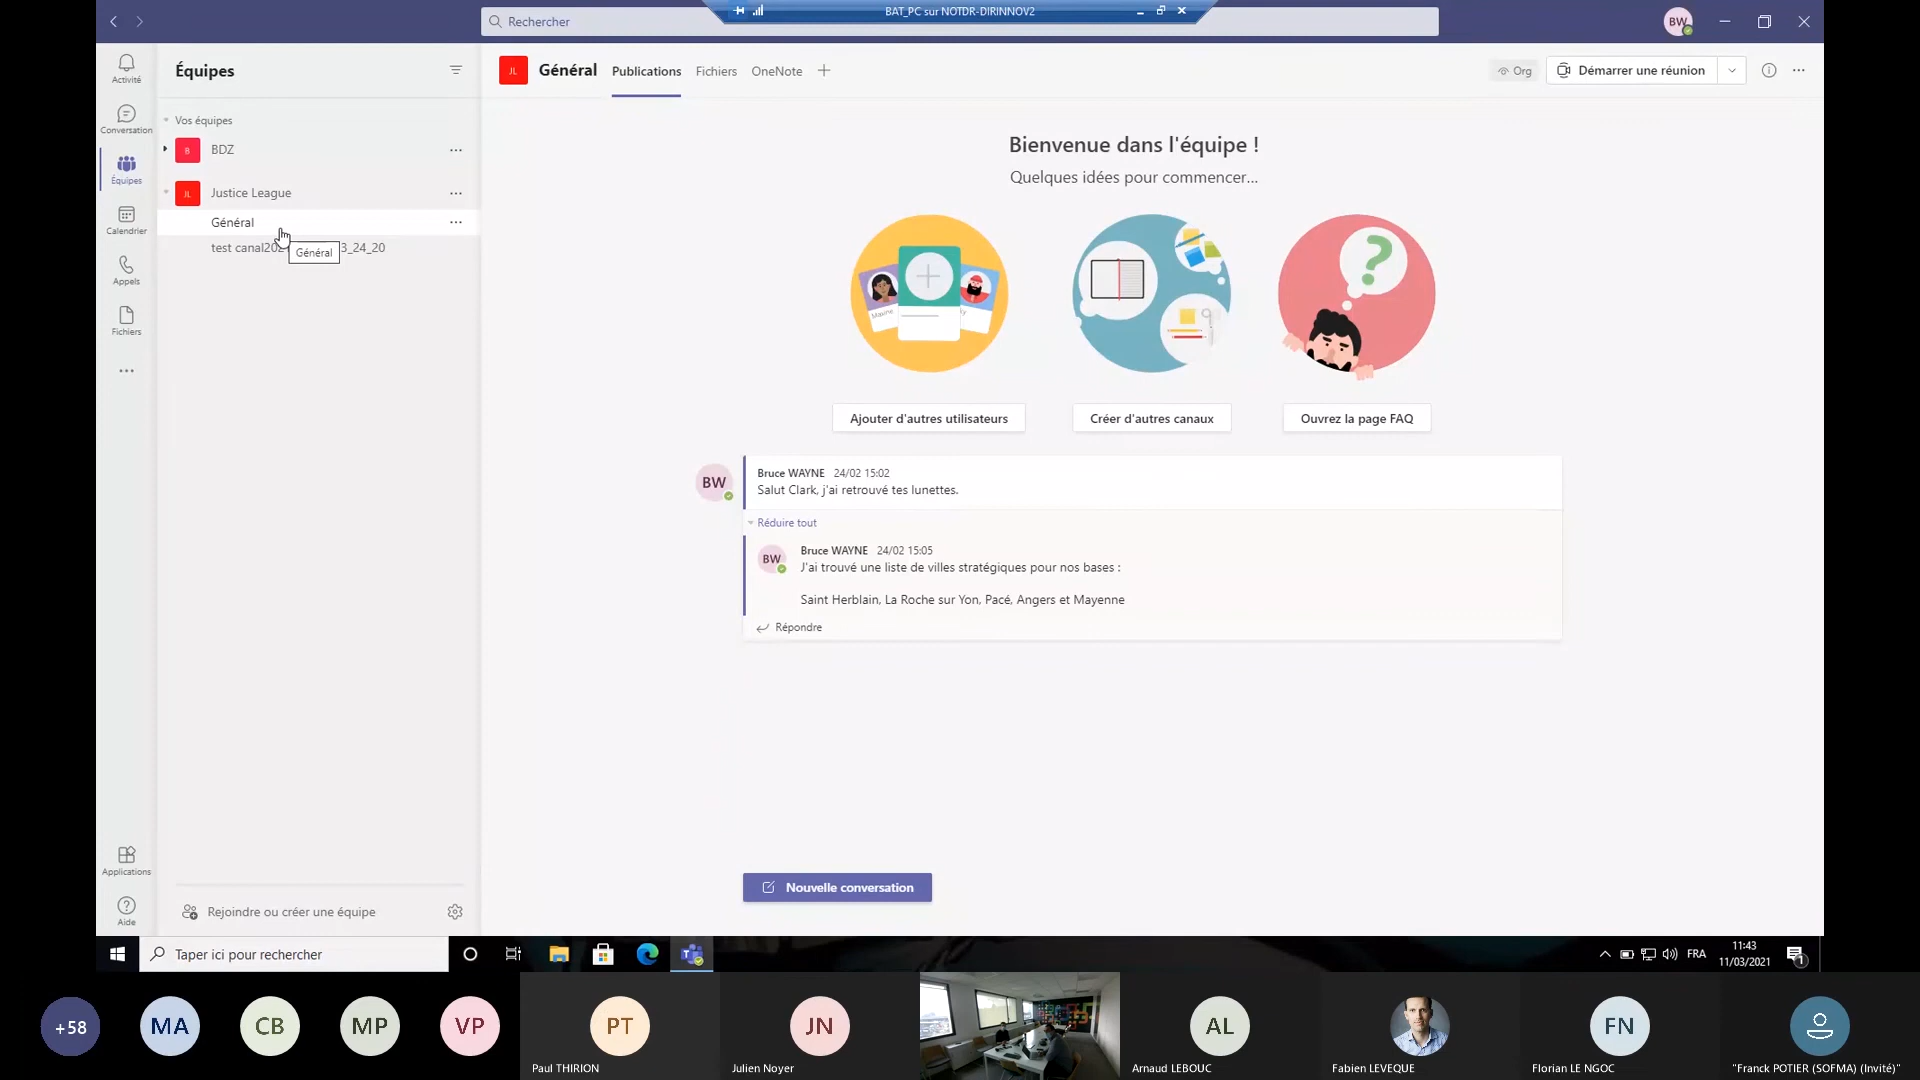 Rechercher
BAT_PC sur NOTDR-DIRINNOV2
BW
Activité
Conversation
Équipes
Calendrier
Appels
Fichiers
Applications
Aide
Équipes
Vos équipes
B BDZ
JL Justice League
Général
test canal202 3_24_20
Général
Rejoindre ou créer une équipe
JL Général Publications Fichiers OneNote
Org
Démarrer une réunion
Bienvenue dans l'équipe !
Quelques idées pour commencer...
Maxine
Ajouter d'autres utilisateurs
Créer d'autres canaux
Ouvrez la page FAQ
BW
Bruce WAYNE 24/02 15:02
Salut Clark, j'ai retrouvé tes lunettes.
Réduire tout
BW
Bruce WAYNE 24/02 15:05
J'ai trouvé une liste de villes stratégiques pour nos bases :
Saint Herblain, La Roche sur Yon, Pacé, Angers et Mayenne
Répondre
Nouvelle conversation
Taper ici pour rechercher
FRA
11:43
11/03/2021
1
+58
MA
CB
MP
VP
PT
Paul THIRION
JN
Julien Noyer
AL
Arnaud LEBOUC
Fabien LEVEQUE
FN
Florian LE NGOC
"Franck POTIER (SOFMA) (Invité)"